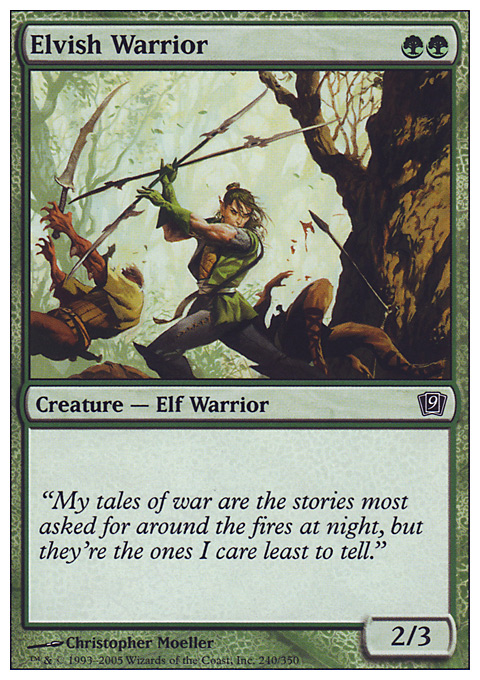 Elvish Warrior
Creature — Elf Warrior
9
“My tales of war are the stories most
asked for around the fires at night, but
they’re the ones I care least to tell.”
2/3
Christopher Moeller
™ & © 1993–2005 Wizards of the Coast, Inc. 240/350